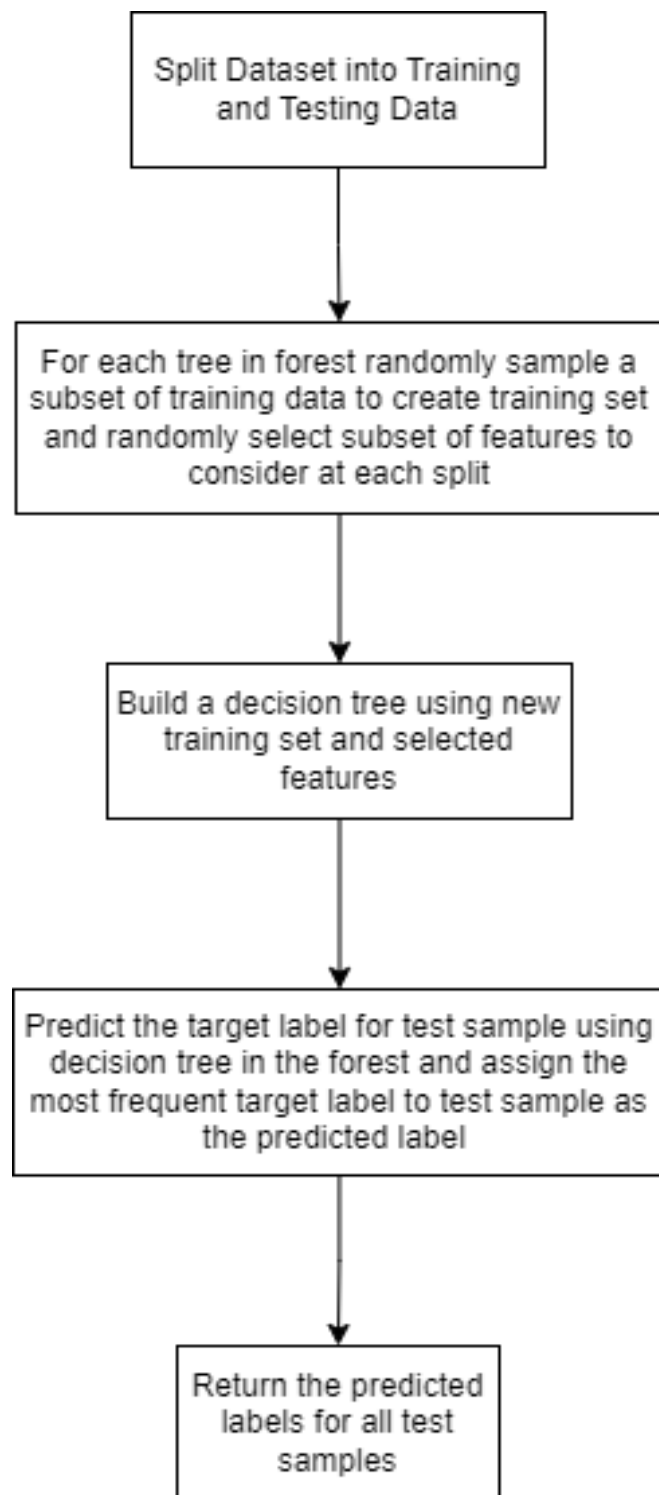 Split Dataset into Training
and Testing Data
For each tree in forest randomly sample a
subset of training data to create training set
and randomly select subset of features to
consider at each split
Build a decision tree using new
training set and selected
features
Predict the target label for test sample using
decision tree in the forest and assign the
most frequent target label to test sample as
the predicted label
Return the predicted
labels for all test
samples